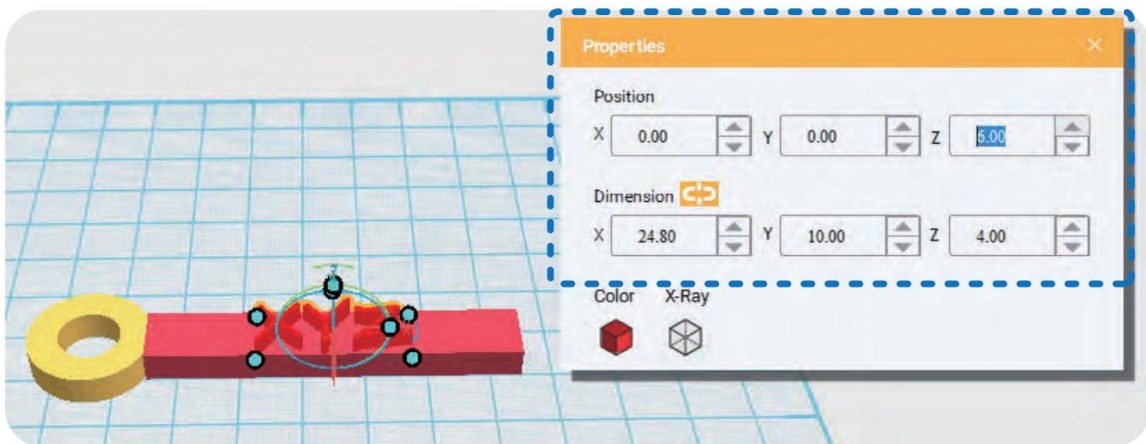 Properties
Position
X 0.00 Y 0.00 Z 6.00
Dimension
X 24.80 Y 10.00 Z 4.00
Color X-Ray